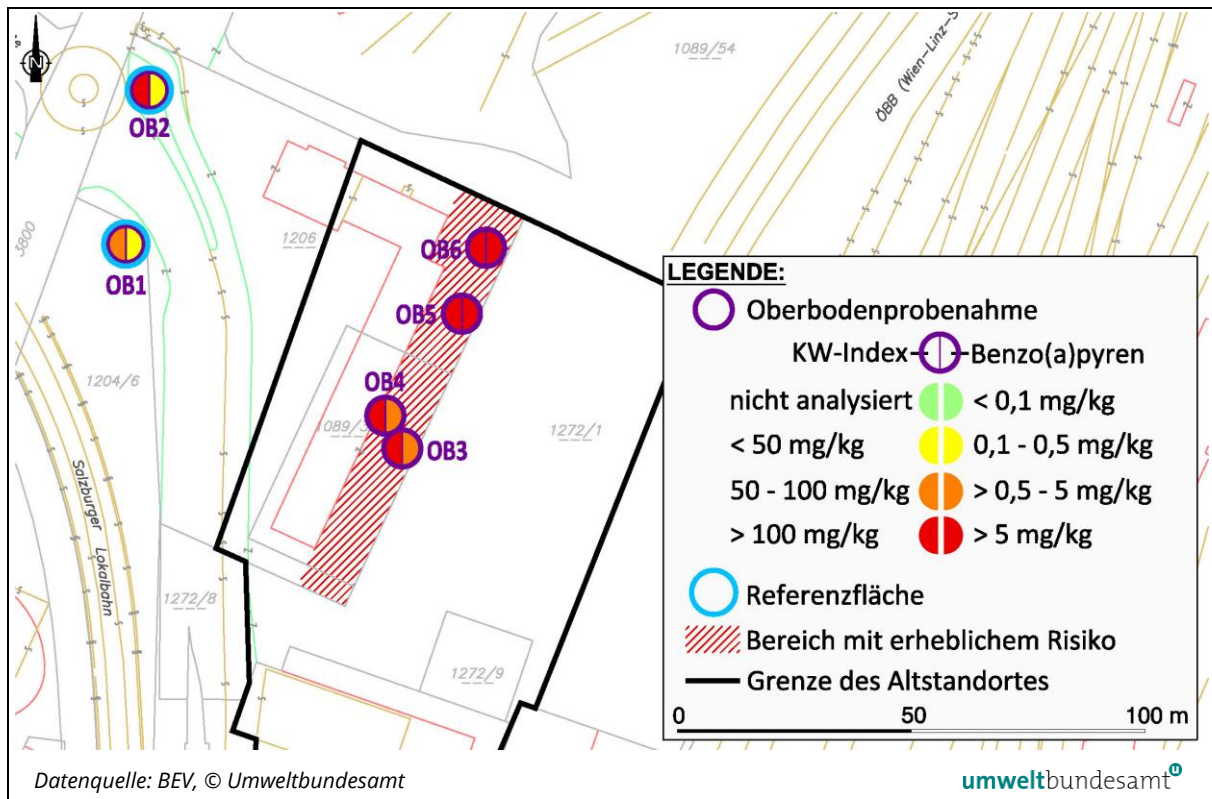 N
1089/54
ÖBB (Wien-Linz-S
OB2
3800
1206
OB6
OB1
OB5
1204/6
OB4
1089/3
OB3
1272/1
Salzburger Lokalbahn
1272/8
1272/9
LEGENDE:
Oberbodenprobenahme
KW-Index Benzo(a)pyren
nicht analysiert < 0,1 mg/kg
< 50 mg/kg 0,1 - 0,5 mg/kg
50 - 100 mg/kg > 0,5 - 5 mg/kg
> 100 mg/kg > 5 mg/kg
Referenzfläche
Bereich mit erheblichem Risiko
Grenze des Altstandortes
0 50 100 m
Datenquelle: BEV, © Umweltbundesamt
umweltbundesamt